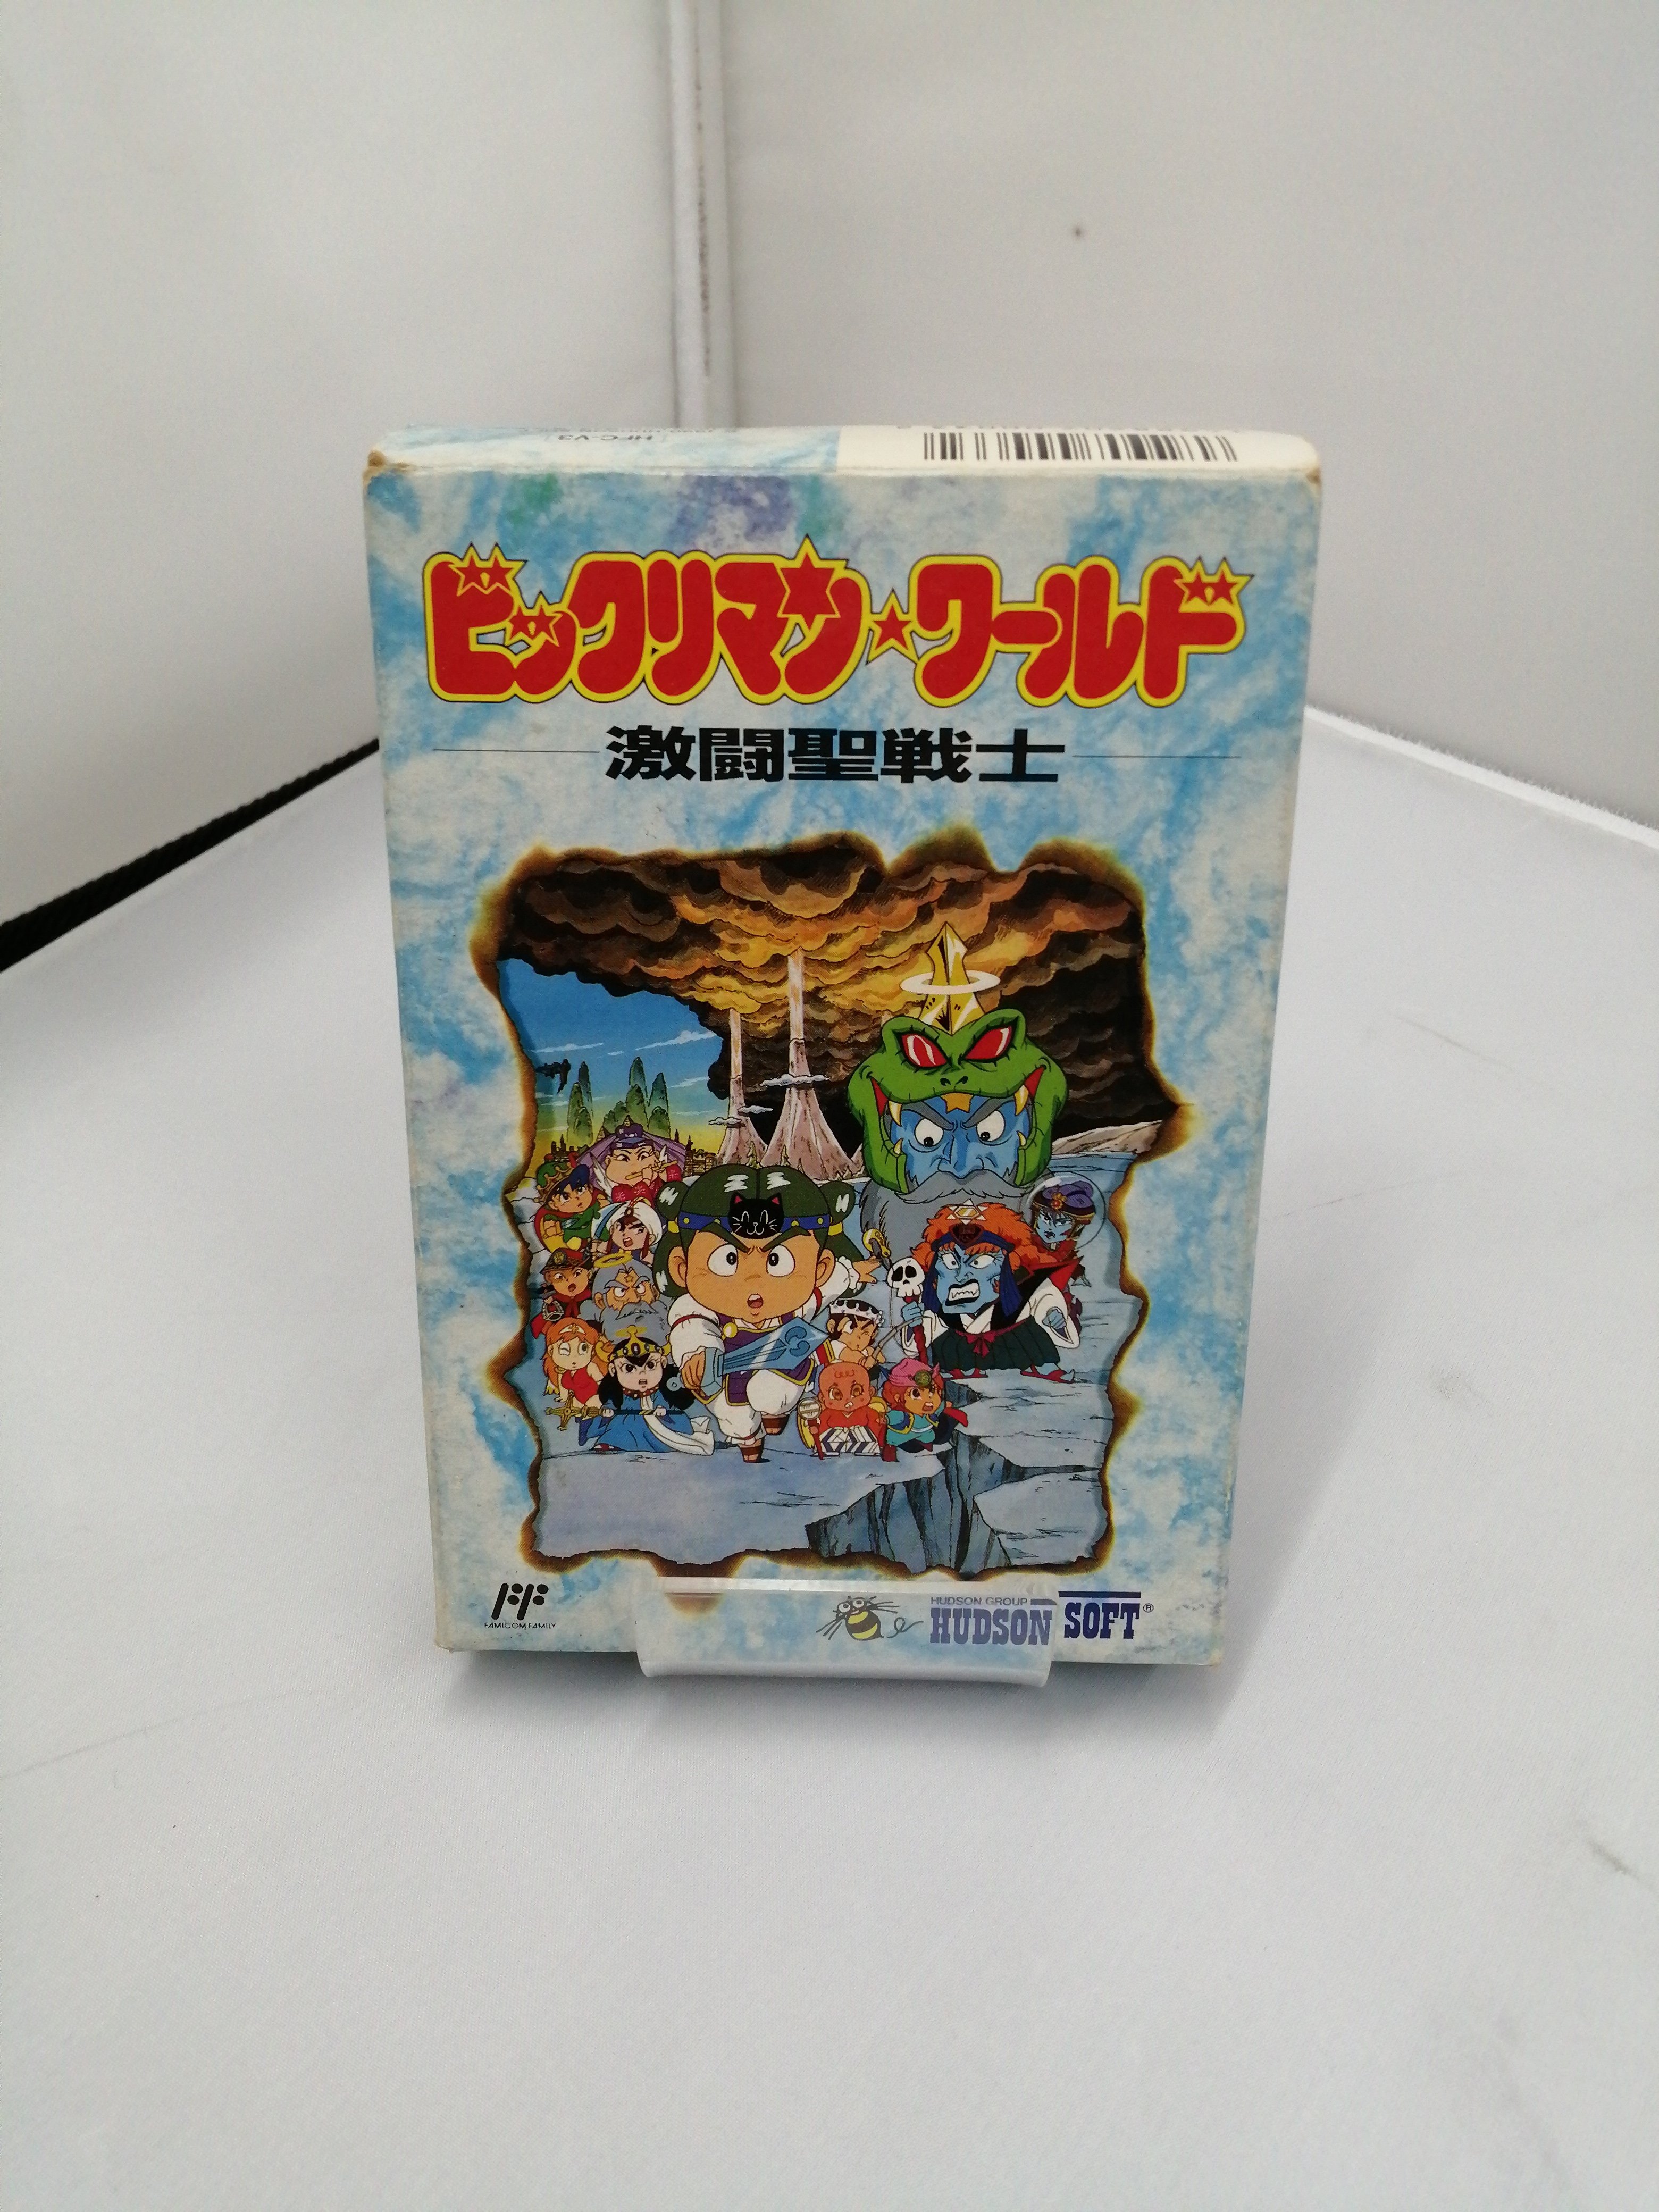 HFC-V3
ビックリマン★ワールド
激闘聖戦士
FAMICOM FAMILY
HUDSON GROUP
HUDSON SOFT®